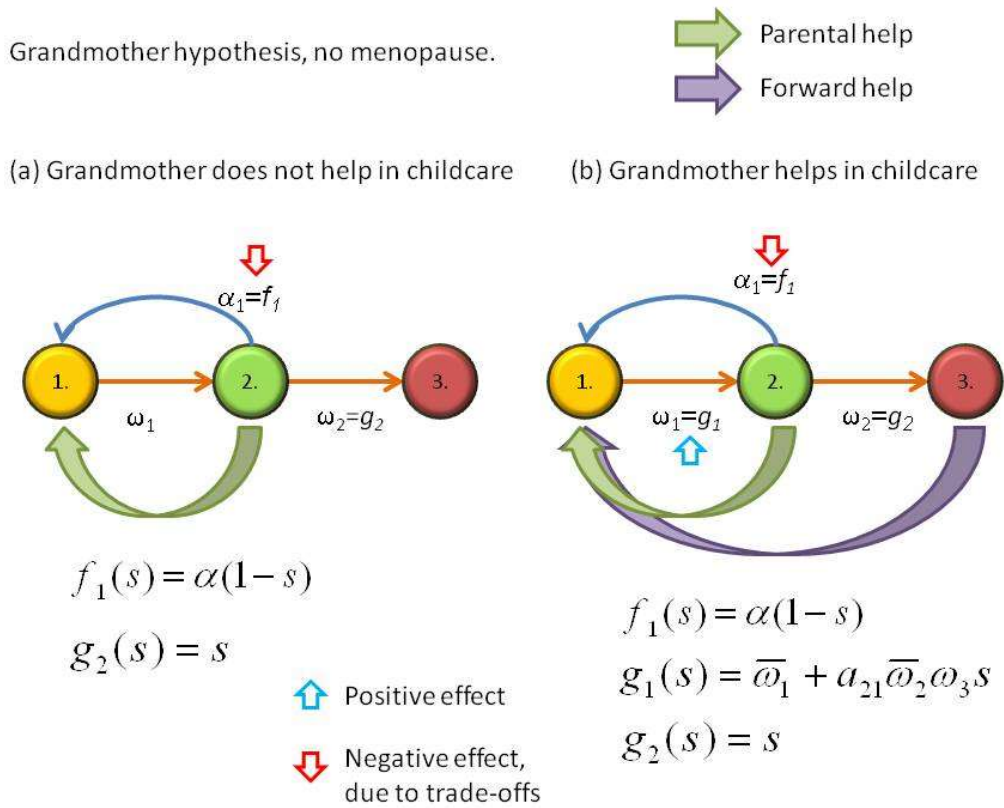 Grandmother hypothesis, no menopause.
Parental help
Forward help
(a) Grandmother does not help in childcare
α₁=f₁
1.
2.
3.
ω₁
ω₂=g₂
f₁(s) = α(1−s)
g₂(s) = s
(b) Grandmother helps in childcare
α₁=f₁
1.
2.
3.
ω₁=g₁
ω₂=g₂
f₁(s) = α(1−s)
g₁(s) = ω̅₁ + a₂₁ω̅₂ω₃s
g₂(s) = s
Positive effect
Negative effect,
due to trade-offs